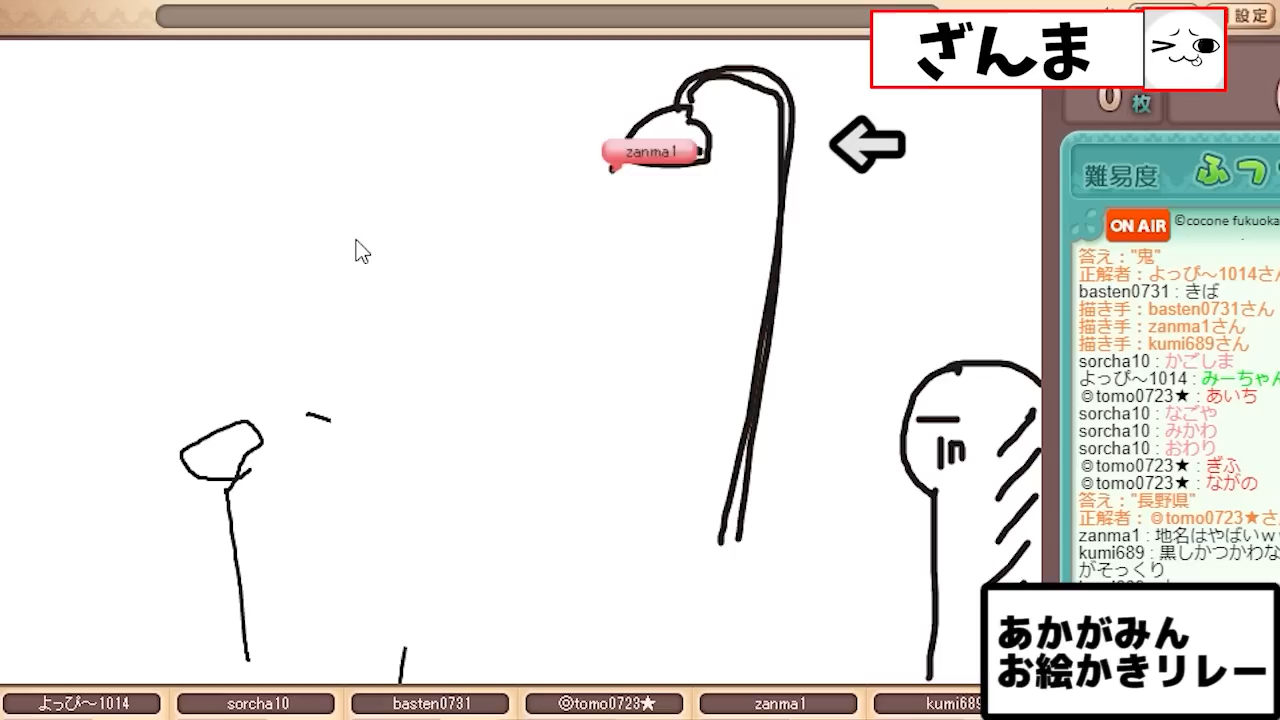 設定
ざんま
0枚
zanma1
難易度 ふつ
ON AIR ©cocone fukuoka
答え："鬼"
正解者：よっぴ～1014さん
basten0731 : きば
描き手：basten0731さん
描き手：zanma1さん
描き手：kumi689さん
sorcha10 : かごしま
よっぴ～1014 : みーちゃん
◎tomo0723★ : あいち
sorcha10 : なごや
sorcha10 : みかわ
sorcha10 : おわり
◎tomo0723★ : ぎふ
◎tomo0723★ : ながの
答え："長野県"
正解者：◎tomo0723★さ
zanma1 : 地名はやばいｗ
kumi689 : 黒しかつかわな
がそっくり
あかがみん
お絵かきリレー
よっぴ～1014
sorcha10
basten0731
◎tomo0723★
zanma1
kumi689